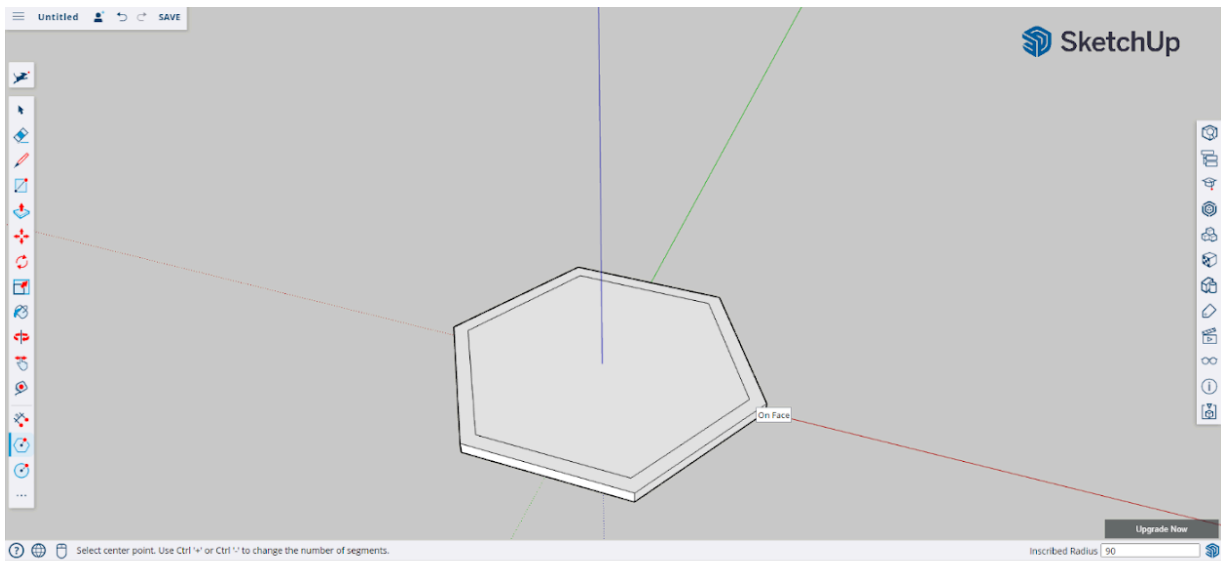 Untitled SAVE
SketchUp
On Face
Upgrade Now
Select center point. Use Ctrl '+' or Ctrl '-' to change the number of segments.
Inscribed Radius 90